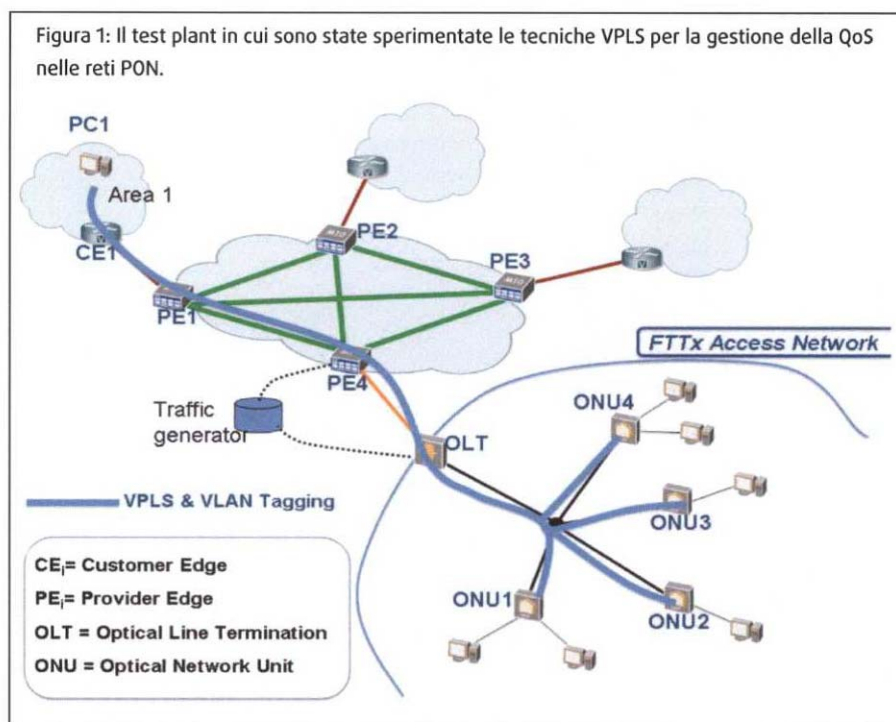 Figura 1: Il test plant in cui sono state sperimentate le tecniche VPLS per la gestione della QoS
nelle reti PON.
PC1
Area 1
CE1
PE1
PE2
PE3
PE4
Traffic
generator
OLT
FTTx Access Network
ONU4
ONU3
ONU2
ONU1
VPLS & VLAN Tagging
CEi= Customer Edge
PEi= Provider Edge
OLT = Optical Line Termination
ONU = Optical Network Unit